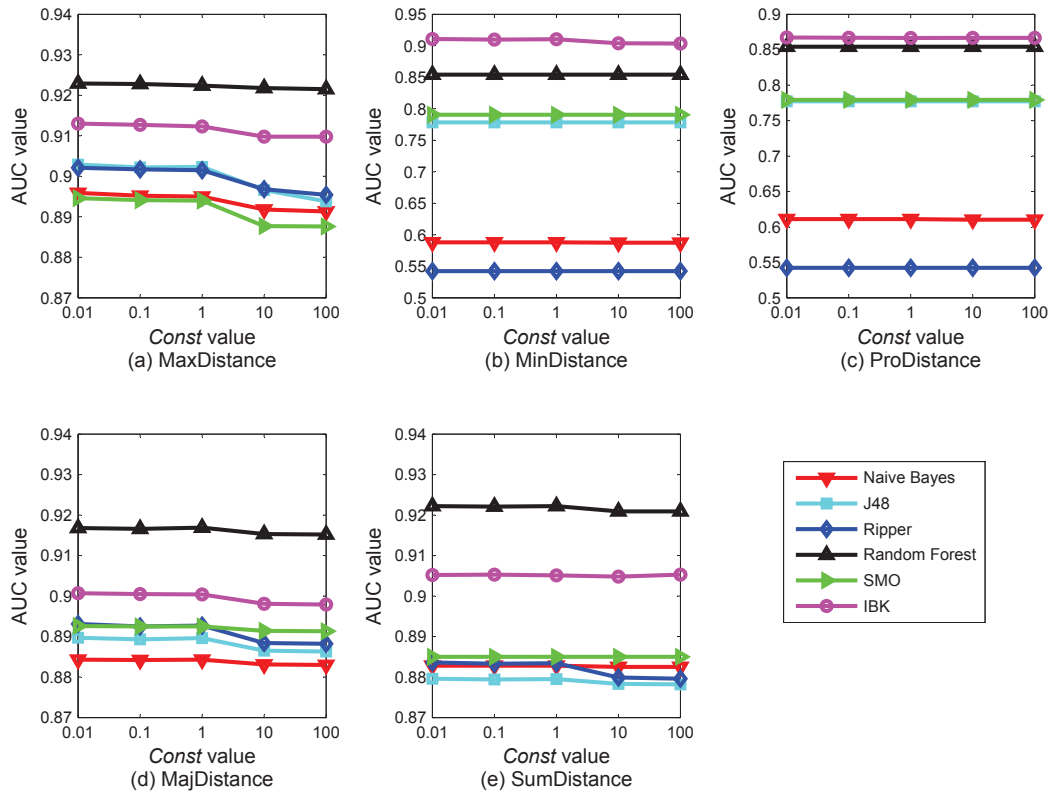 0.94
0.93
0.92
0.91
0.9
0.89
0.88
0.87
AUC value
0.01 0.1 1 10 100
Const value
(a) MaxDistance
0.95
0.9
0.85
0.8
0.75
0.7
0.65
0.6
0.55
0.5
AUC value
0.01 0.1 1 10 100
Const value
(b) MinDistance
0.9
0.85
0.8
0.75
0.7
0.65
0.6
0.55
0.5
AUC value
0.01 0.1 1 10 100
Const value
(c) ProDistance
0.94
0.93
0.92
0.91
0.9
0.89
0.88
0.87
AUC value
0.01 0.1 1 10 100
Const value
(d) MajDistance
0.94
0.93
0.92
0.91
0.9
0.89
0.88
0.87
AUC value
0.01 0.1 1 10 100
Const value
(e) SumDistance
Naive Bayes
J48
Ripper
Random Forest
SMO
IBK